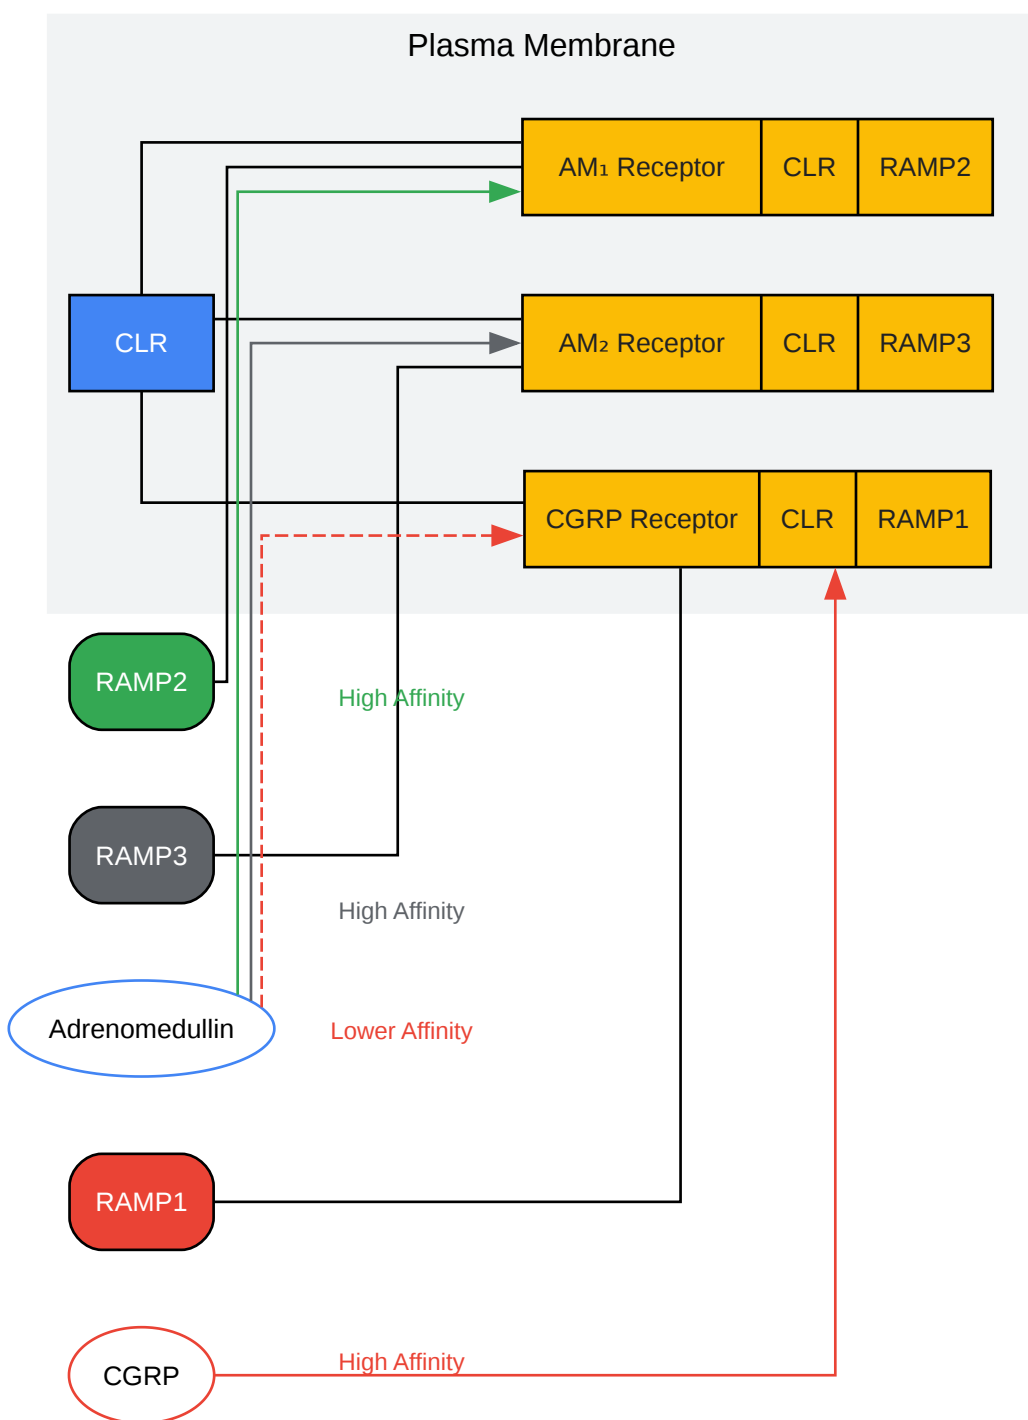 Plasma Membrane
AM₁ Receptor
CLR
RAMP2
CLR
AM₂ Receptor
CLR
RAMP3
CGRP Receptor
CLR
RAMP1
RAMP2
High Affinity
RAMP3
High Affinity
Adrenomedullin
Lower Affinity
RAMP1
High Affinity
CGRP